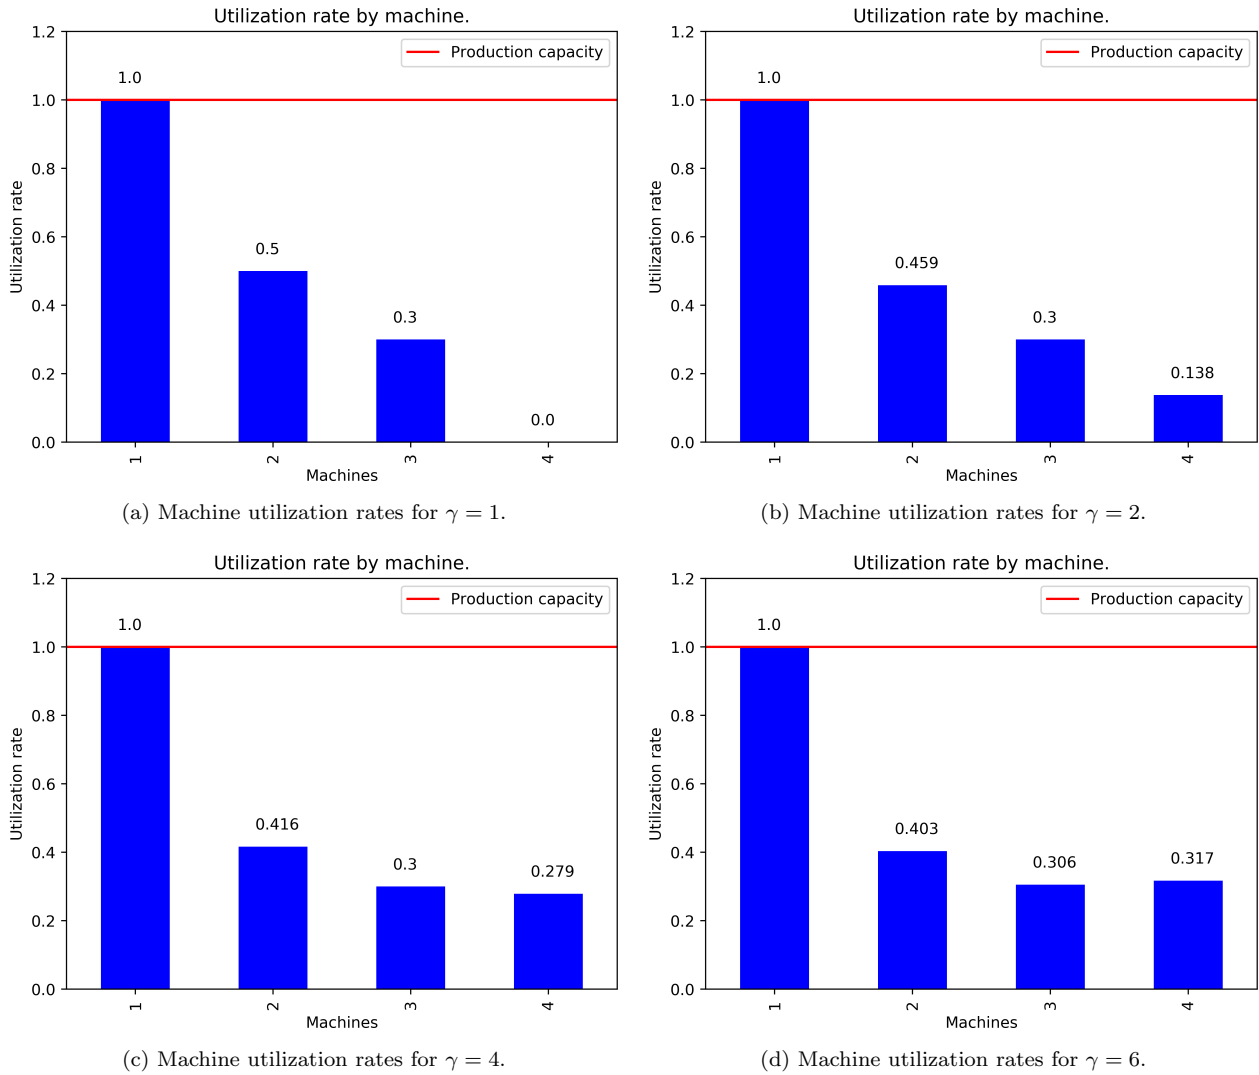 Utilization rate by machine.
1.2
Production capacity
1.0
1.0
0.8
0.6
0.5
0.4
0.3
0.2
0.0
0.0
Utilization rate
1 2 3 4
Machines
(a) Machine utilization rates for γ = 1.
Utilization rate by machine.
1.2
Production capacity
1.0
1.0
0.8
0.6
0.459
0.4
0.3
0.2
0.138
0.0
Utilization rate
1 2 3 4
Machines
(b) Machine utilization rates for γ = 2.
Utilization rate by machine.
1.2
Production capacity
1.0
1.0
0.8
0.6
0.416
0.4
0.3
0.279
0.2
0.0
Utilization rate
1 2 3 4
Machines
(c) Machine utilization rates for γ = 4.
Utilization rate by machine.
1.2
Production capacity
1.0
1.0
0.8
0.6
0.403
0.4
0.306
0.317
0.2
0.0
Utilization rate
1 2 3 4
Machines
(d) Machine utilization rates for γ = 6.